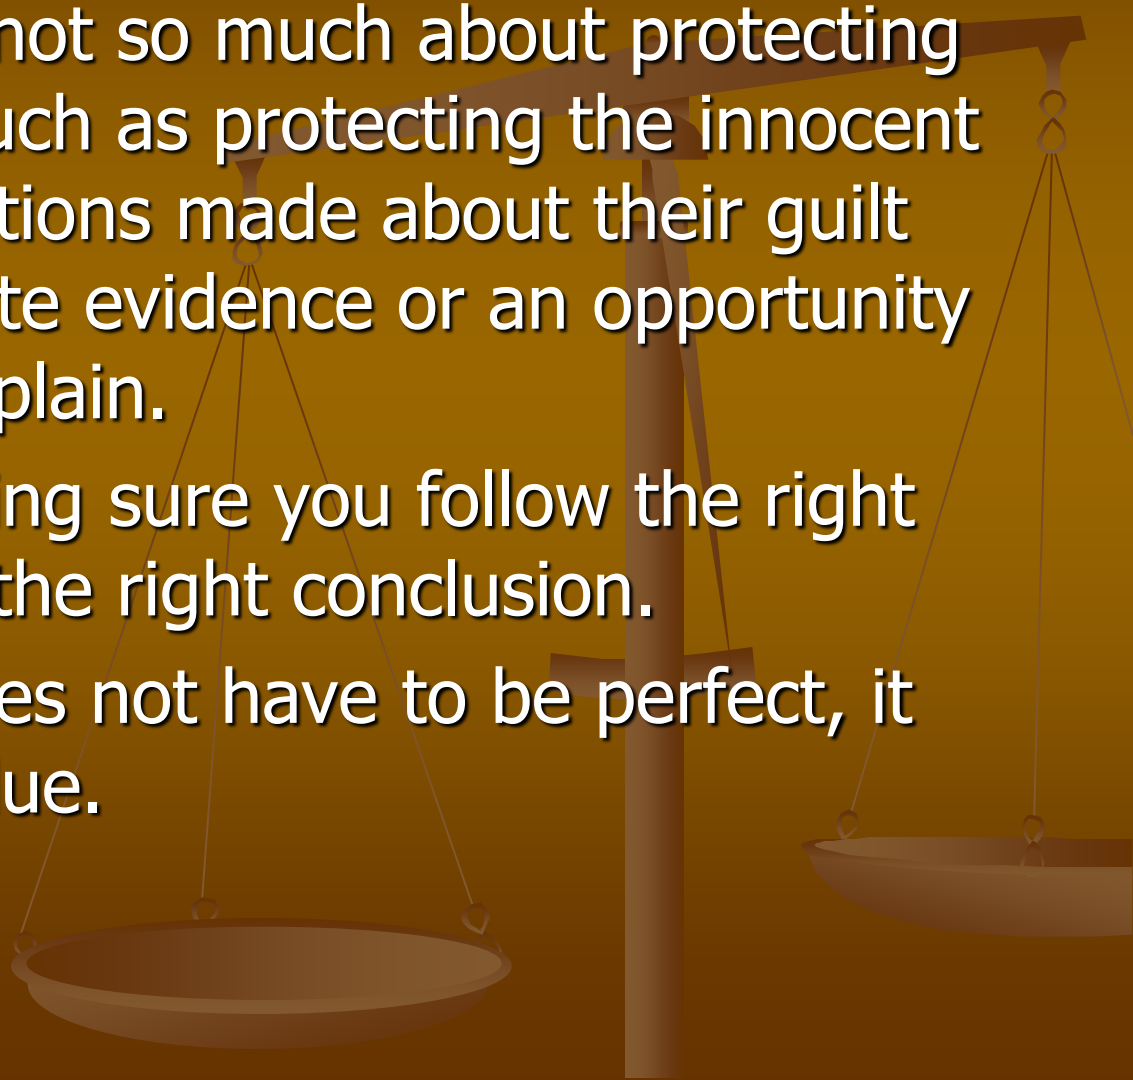 not so much about protecting
uch as protecting the innocent
tions made about their guilt
te evidence or an opportunity
plain.
ing sure you follow the right
the right conclusion.
es not have to be perfect, it
lue.